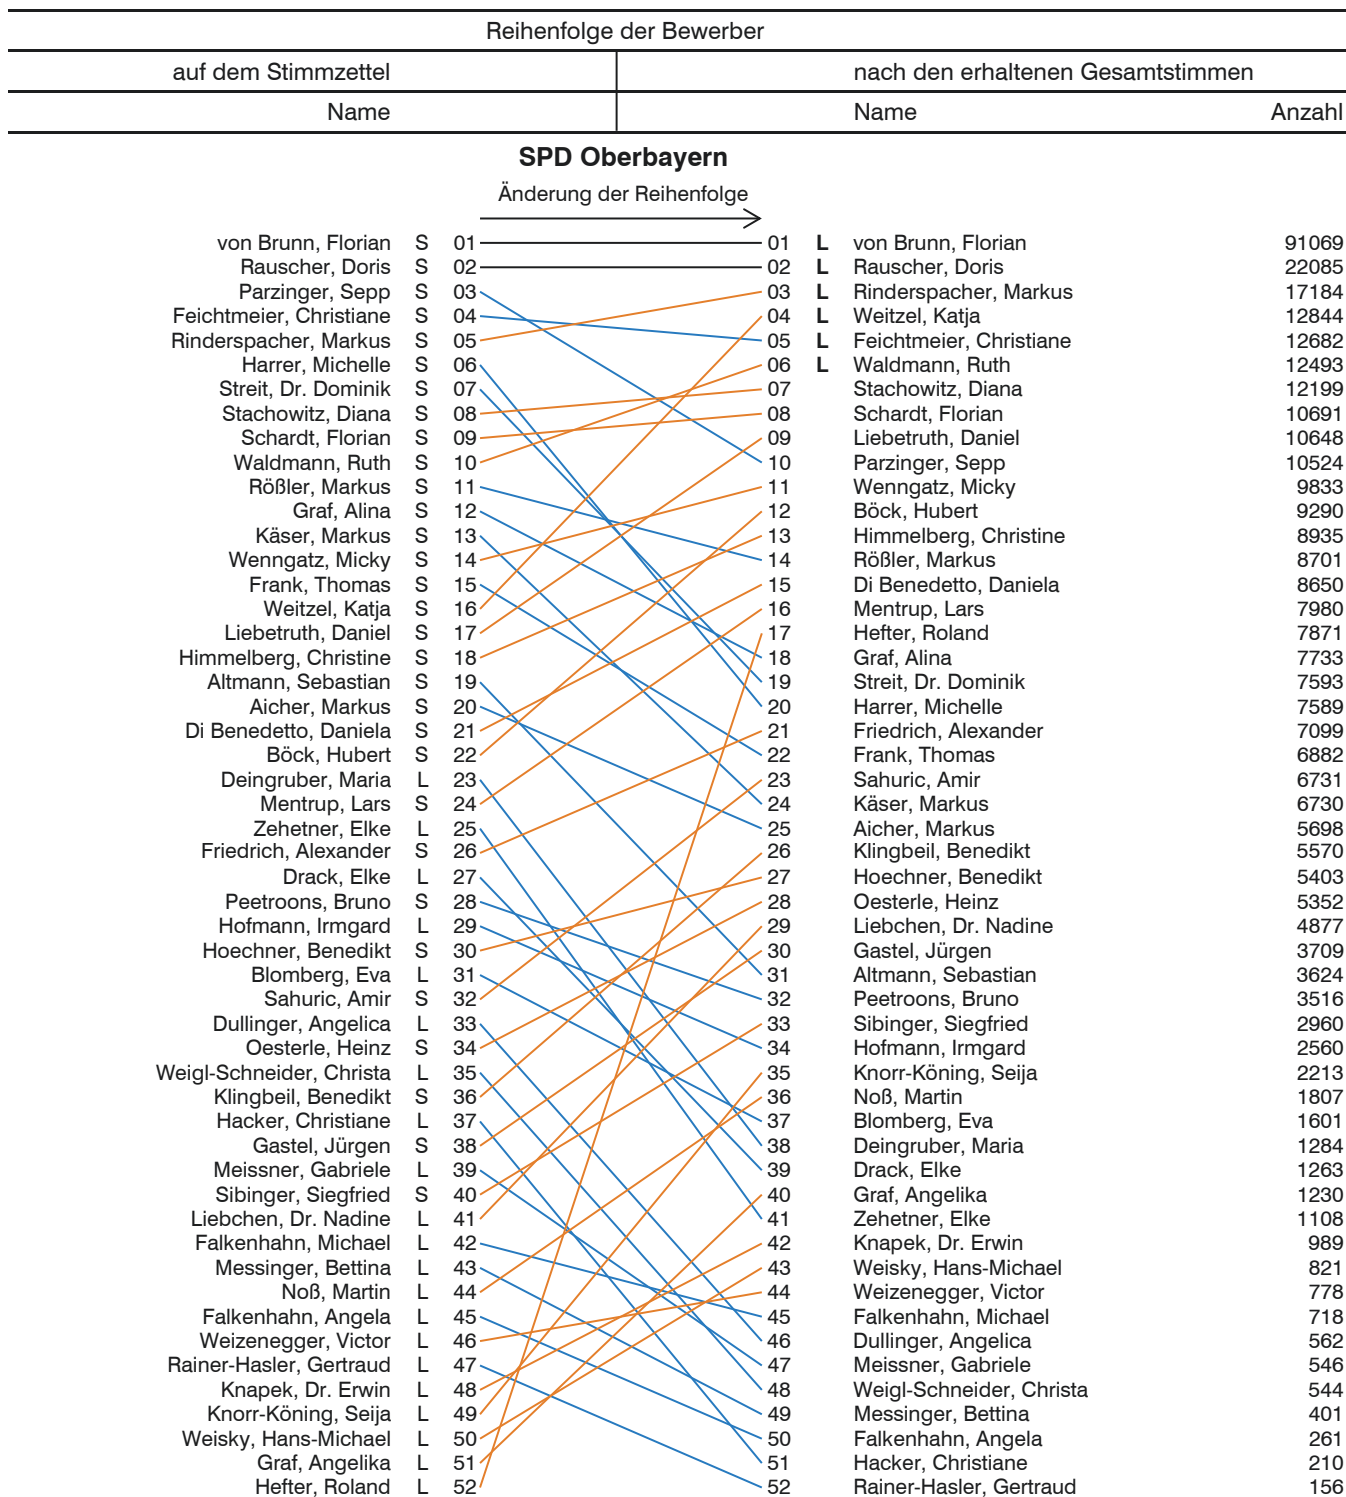 Reihenfolge der Bewerber
auf dem Stimmzettel nach den erhaltenen Gesamtstimmen
Name Name Anzahl
SPD Oberbayern
Änderung der Reihenfolge
von Brunn, Florian S 01 01 L von Brunn, Florian 91069
Rauscher, Doris S 02 02 L Rauscher, Doris 22085
Parzinger, Sepp S 03 03 L Rinderspacher, Markus 17184
Feichtmeier, Christiane S 04 04 L Weitzel, Katja 12844
Rinderspacher, Markus S 05 05 L Feichtmeier, Christiane 12682
Harrer, Michelle S 06 06 L Waldmann, Ruth 12493
Streit, Dr. Dominik S 07 07 Stachowitz, Diana 12199
Stachowitz, Diana S 08 08 Schardt, Florian 10691
Schardt, Florian S 09 09 Liebetruth, Daniel 10648
Waldmann, Ruth S 10 10 Parzinger, Sepp 10524
Rößler, Markus S 11 11 Wenngatz, Micky 9833
Graf, Alina S 12 12 Böck, Hubert 9290
Käser, Markus S 13 13 Himmelberg, Christine 8935
Wenngatz, Micky S 14 14 Rößler, Markus 8701
Frank, Thomas S 15 15 Di Benedetto, Daniela 8650
Weitzel, Katja S 16 16 Mentrup, Lars 7980
Liebetruth, Daniel S 17 17 Hefter, Roland 7871
Himmelberg, Christine S 18 18 Graf, Alina 7733
Altmann, Sebastian S 19 19 Streit, Dr. Dominik 7593
Aicher, Markus S 20 20 Harrer, Michelle 7589
Di Benedetto, Daniela S 21 21 Friedrich, Alexander 7099
Böck, Hubert S 22 22 Frank, Thomas 6882
Deingruber, Maria L 23 23 Sahuric, Amir 6731
Mentrup, Lars S 24 24 Käser, Markus 6730
Zehetner, Elke L 25 25 Aicher, Markus 5698
Friedrich, Alexander S 26 26 Klingbeil, Benedikt 5570
Drack, Elke L 27 27 Hoechner, Benedikt 5403
Peetroons, Bruno S 28 28 Oesterle, Heinz 5352
Hofmann, Irmgard L 29 29 Liebchen, Dr. Nadine 4877
Hoechner, Benedikt S 30 30 Gastel, Jürgen 3709
Blomberg, Eva L 31 31 Altmann, Sebastian 3624
Sahuric, Amir S 32 32 Peetroons, Bruno 3516
Dullinger, Angelica L 33 33 Sibinger, Siegfried 2960
Oesterle, Heinz S 34 34 Hofmann, Irmgard 2560
Weigl-Schneider, Christa L 35 35 Knorr-Köning, Seija 2213
Klingbeil, Benedikt S 36 36 Noß, Martin 1807
Hacker, Christiane L 37 37 Blomberg, Eva 1601
Gastel, Jürgen S 38 38 Deingruber, Maria 1284
Meissner, Gabriele L 39 39 Drack, Elke 1263
Sibinger, Siegfried S 40 40 Graf, Angelika 1230
Liebchen, Dr. Nadine L 41 41 Zehetner, Elke 1108
Falkenhahn, Michael L 42 42 Knapek, Dr. Erwin 989
Messinger, Bettina L 43 43 Weisky, Hans-Michael 821
Noß, Martin L 44 44 Weizenegger, Victor 778
Falkenhahn, Angela L 45 45 Falkenhahn, Michael 718
Weizenegger, Victor L 46 46 Dullinger, Angelica 562
Rainer-Hasler, Gertraud L 47 47 Meissner, Gabriele 546
Knapek, Dr. Erwin L 48 48 Weigl-Schneider, Christa 544
Knorr-Köning, Seija L 49 49 Messinger, Bettina 401
Weisky, Hans-Michael L 50 50 Falkenhahn, Angela 261
Graf, Angelika L 51 51 Hacker, Christiane 210
Hefter, Roland L 52 52 Rainer-Hasler, Gertraud 156